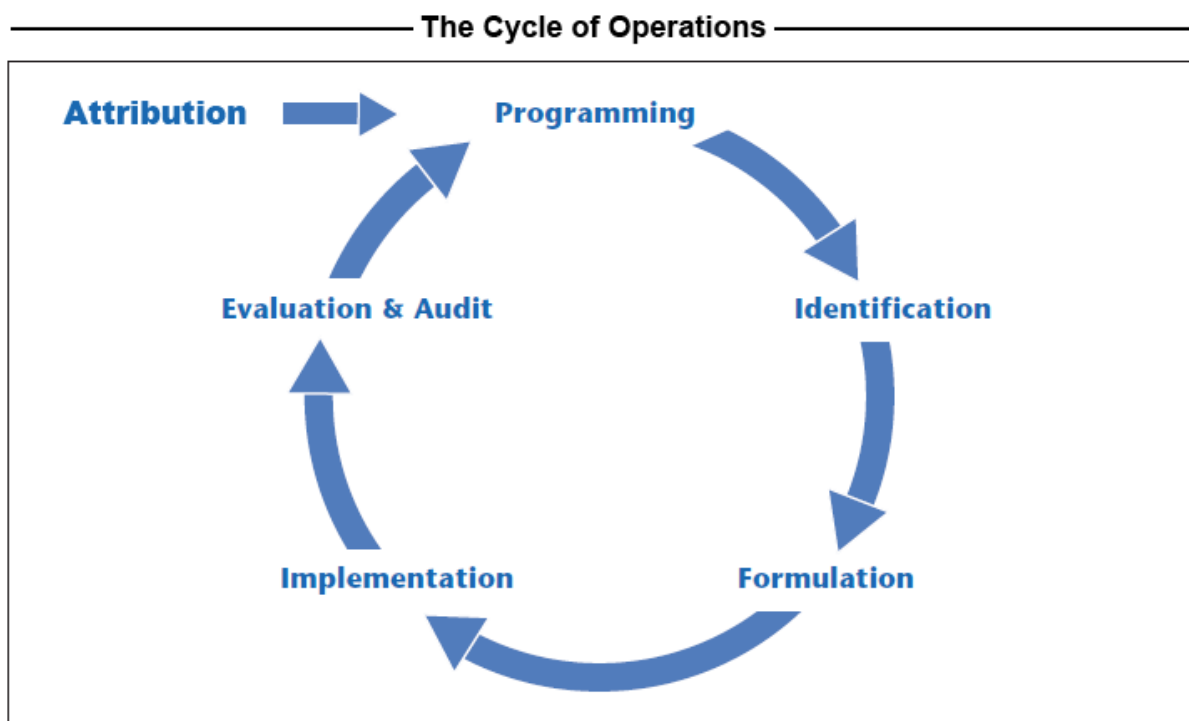 The Cycle of Operations
Attribution
Programming
Evaluation & Audit
Identification
Implementation
Formulation